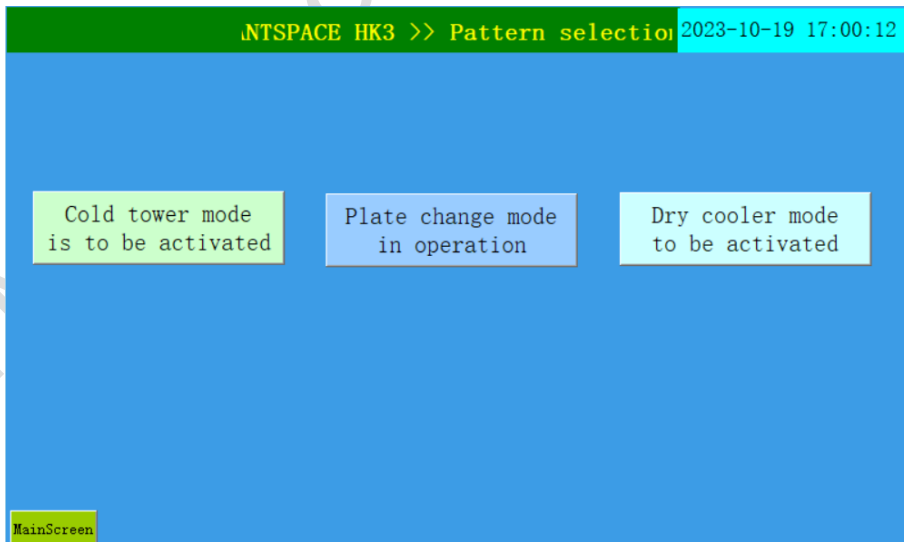 NTSPACE HK3 >> Pattern selection
2023-10-19 17:00:12
Cold tower mode
is to be activated
Plate change mode
in operation
Dry cooler mode
to be activated
MainScreen